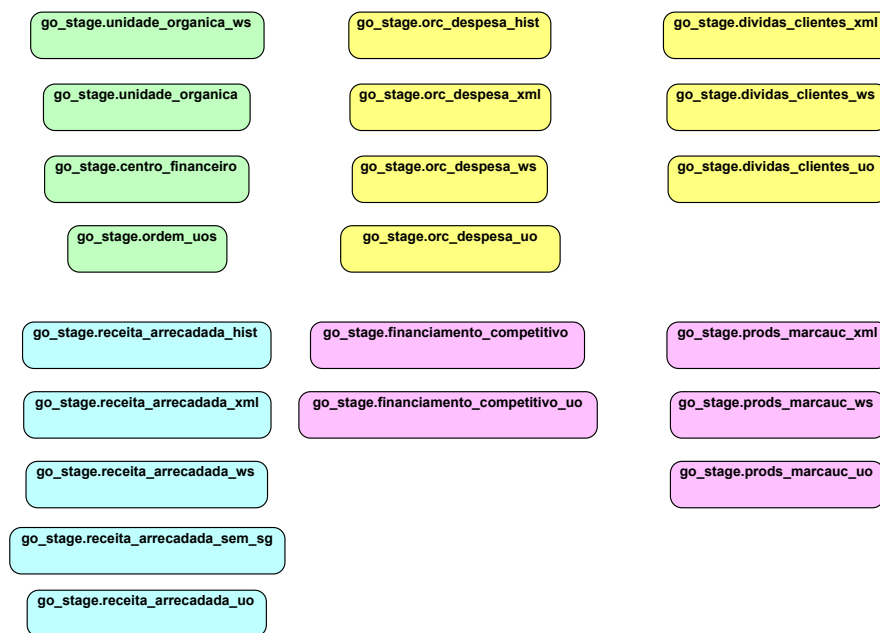 go_stage.unidade_organica_ws
go_stage.unidade_organica
go_stage.centro_financeiro
go_stage.ordem_uos
go_stage.orc_despesa_hist
go_stage.orc_despesa_xml
go_stage.orc_despesa_ws
go_stage.orc_despesa_uo
go_stage.dividas_clientes_xml
go_stage.dividas_clientes_ws
go_stage.dividas_clientes_uo
go_stage.receita_arrecadada_hist
go_stage.receita_arrecadada_xml
go_stage.receita_arrecadada_ws
go_stage.receita_arrecadada_sem_sg
go_stage.receita_arrecadada_uo
go_stage.financiamento_competitivo
go_stage.financiamento_competitivo_uo
go_stage.prods_marcauc_xml
go_stage.prods_marcauc_ws
go_stage.prods_marcauc_uo